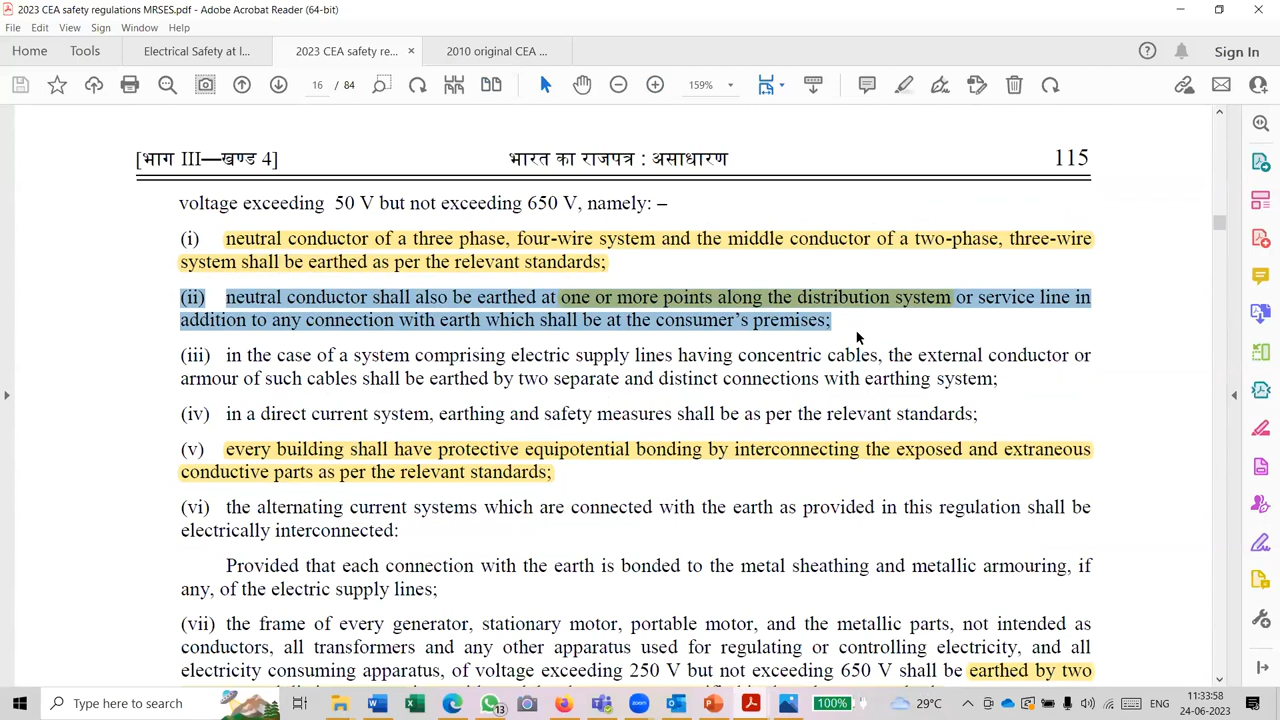 2023 CEA safety regulations MRSES.pdf - Adobe Acrobat Reader (64-bit)
File Edit View Sign Window Help
Home Tools Electrical Safety at I... 2023 CEA safety re... × 2010 original CEA ... Sign In
16 / 84 159%
[भाग III—खण्ड 4] भारत का राजपत्र : असाधारण 115
voltage exceeding 50 V but not exceeding 650 V, namely: –
(i) neutral conductor of a three phase, four-wire system and the middle conductor of a two-phase, three-wire
system shall be earthed as per the relevant standards;
(ii) neutral conductor shall also be earthed at one or more points along the distribution system or service line in
addition to any connection with earth which shall be at the consumer’s premises;
(iii) in the case of a system comprising electric supply lines having concentric cables, the external conductor or
armour of such cables shall be earthed by two separate and distinct connections with earthing system;
(iv) in a direct current system, earthing and safety measures shall be as per the relevant standards;
(v) every building shall have protective equipotential bonding by interconnecting the exposed and extraneous
conductive parts as per the relevant standards;
(vi) the alternating current systems which are connected with the earth as provided in this regulation shall be
electrically interconnected:
Provided that each connection with the earth is bonded to the metal sheathing and metallic armouring, if
any, of the electric supply lines;
(vii) the frame of every generator, stationary motor, portable motor, and the metallic parts, not intended as
conductors, all transformers and any other apparatus used for regulating or controlling electricity, and all
electricity consuming apparatus, of voltage exceeding 250 V but not exceeding 650 V shall be earthed by two
Type here to search 13 zoom 100% 29°C ENG 11:33:58
24-06-2023